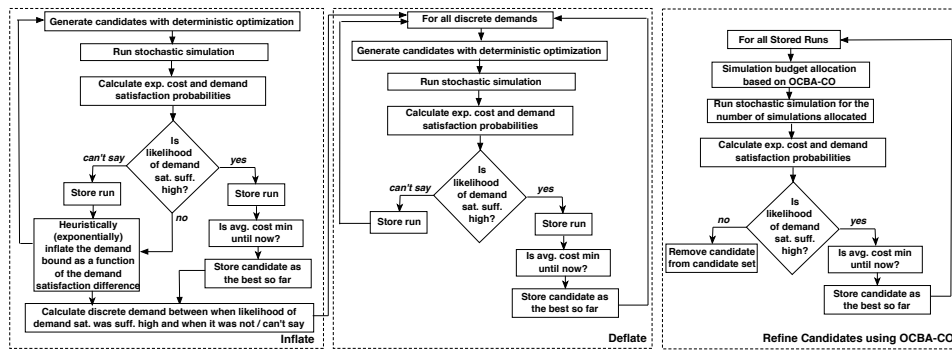 Generate candidates with deterministic optimization
Run stochastic simulation
Calculate exp. cost and demand
satisfaction probabilities
Is
likelihood
of demand
sat. suff.
high?
can't say
yes
no
Store run
Store run
Heuristically
(exponentially)
inflate the demand
bound as a function
of the demand
satisfaction difference
Is avg. cost min
until now?
Store candidate as
the best so far
Calculate discrete demand between when likelihood of
demand sat. was suff. high and when it was not / can't say
Inflate
For all discrete demands
Generate candidates with deterministic optimization
Run stochastic simulation
Calculate exp. cost and demand
satisfaction probabilities
Is
likelihood
of demand
sat. suff.
high?
can't say
yes
Store run
Store run
Is avg. cost min
until now?
Store candidate as
the best so far
Deflate
For all Stored Runs
Simulation budget allocation
based on OCBA-CO
Run stochastic simulation for the
number of simulations allocated
Calculate exp. cost and demand
satisfaction probabilities
Is
likelihood
of demand
sat. suff.
high?
no
yes
Remove candidate
from candidate set
Is avg. cost min
until now?
Store candidate as
the best so far
Refine Candidates using OCBA-CO